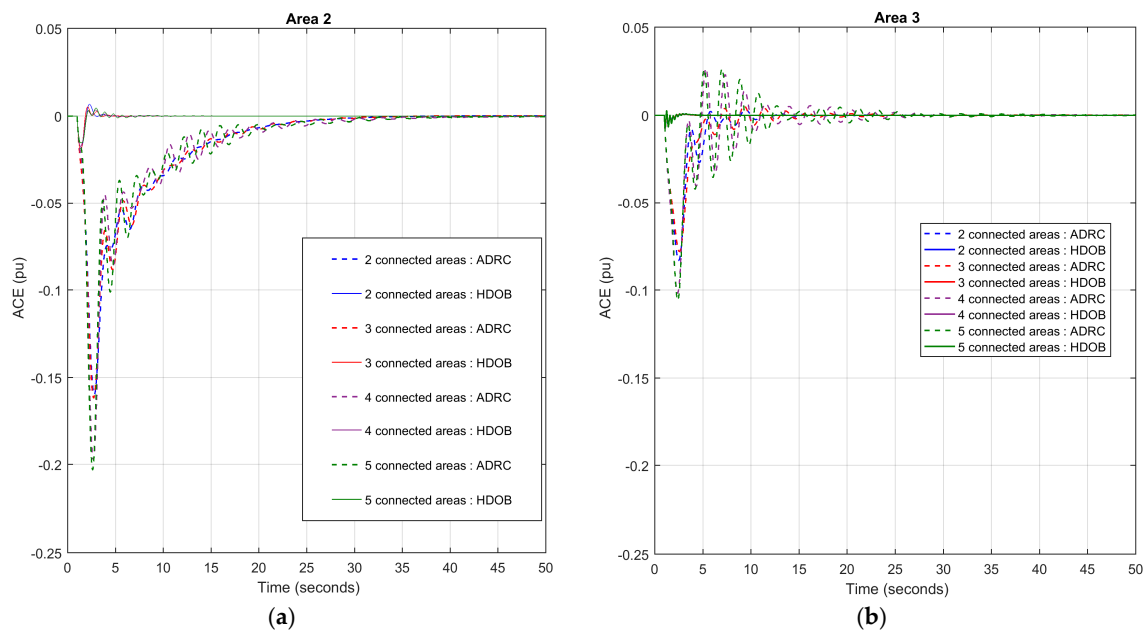 Area 2
0.05
0
-0.05
-0.1
-0.15
-0.2
-0.25
ACE (pu)
2 connected areas : ADRC
2 connected areas : HDOB
3 connected areas : ADRC
3 connected areas : HDOB
4 connected areas : ADRC
4 connected areas : HDOB
5 connected areas : ADRC
5 connected areas : HDOB
0 5 10 15 20 25 30 35 40 45 50
Time (seconds)
(a)
Area 3
0.05
0
-0.05
-0.1
-0.15
-0.2
-0.25
ACE (pu)
2 connected areas : ADRC
2 connected areas : HDOB
3 connected areas : ADRC
3 connected areas : HDOB
4 connected areas : ADRC
4 connected areas : HDOB
5 connected areas : ADRC
5 connected areas : HDOB
0 5 10 15 20 25 30 35 40 45 50
Time (seconds)
(b)